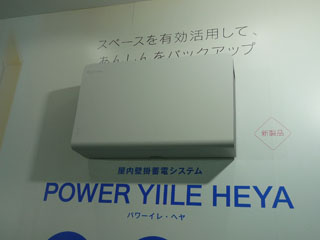 スペースを有効活用して、
あんしんをバックアップ
新製品
屋内壁掛蓄電システム
POWER YIILE HEYA
パワーイレ・ヘヤ